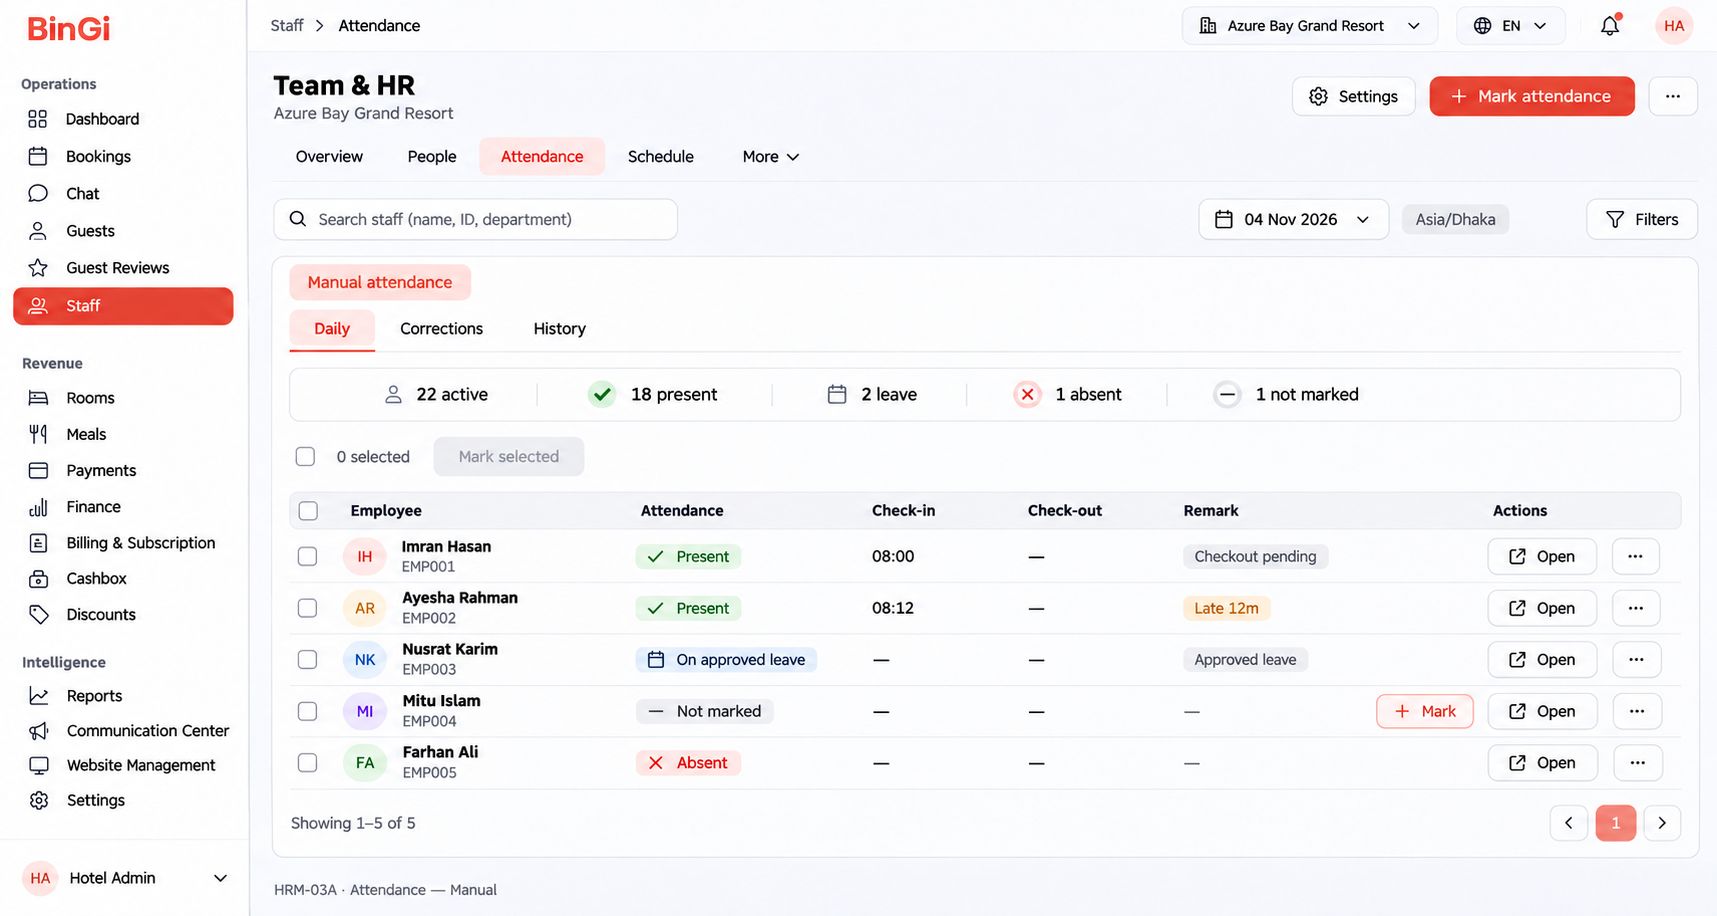 BinGi
Operations
Dashboard
Bookings
Chat
Guests
Guest Reviews
Staff
Revenue
Rooms
Meals
Payments
Finance
Billing & Subscription
Cashbox
Discounts
Intelligence
Reports
Communication Center
Website Management
Settings
HA Hotel Admin
Staff > Attendance
Azure Bay Grand Resort
EN
HA
Team & HR
Azure Bay Grand Resort
Settings
+ Mark attendance
...
Overview People Attendance Schedule More
Search staff (name, ID, department)
04 Nov 2026
Asia/Dhaka
Filters
Manual attendance
Daily Corrections History
22 active 18 present 2 leave 1 absent 1 not marked
0 selected Mark selected
Employee Attendance Check-in Check-out Remark Actions
IH Imran Hasan
EMP001
Present 08:00 — Checkout pending Open ...
AR Ayesha Rahman
EMP002
Present 08:12 — Late 12m Open ...
NK Nusrat Karim
EMP003
On approved leave — — Approved leave Open ...
MI Mitu Islam
EMP004
— Not marked — — — + Mark Open ...
FA Farhan Ali
EMP005
Absent — — — Open ...
Showing 1–5 of 5
< 1 >
HRM-03A · Attendance — Manual